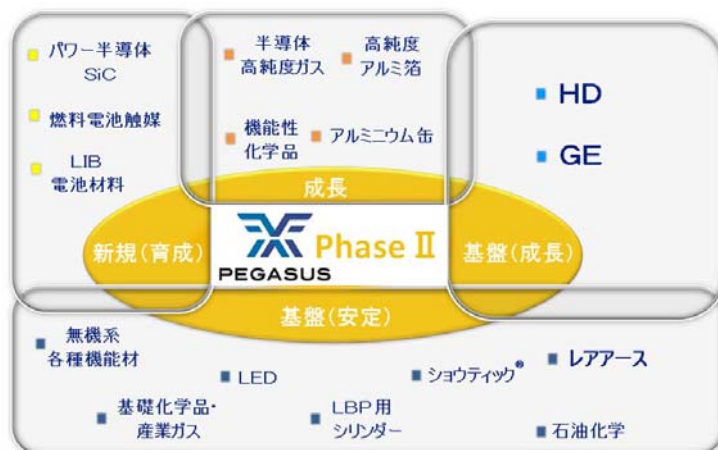 パワー半導体
SiC
燃料電池触媒
LIB
電池材料
半導体
高純度ガス
高純度
アルミ箔
機能性
化学品
アルミニウム缶
HD
GE
成長
新規(育成)
PEGASUS
Phase Ⅱ
基盤(成長)
基盤(安定)
無機系
各種機能材
LED
ショウティック®
レアアース
基礎化学品・
産業ガス
LBP用
シリンダー
石油化学